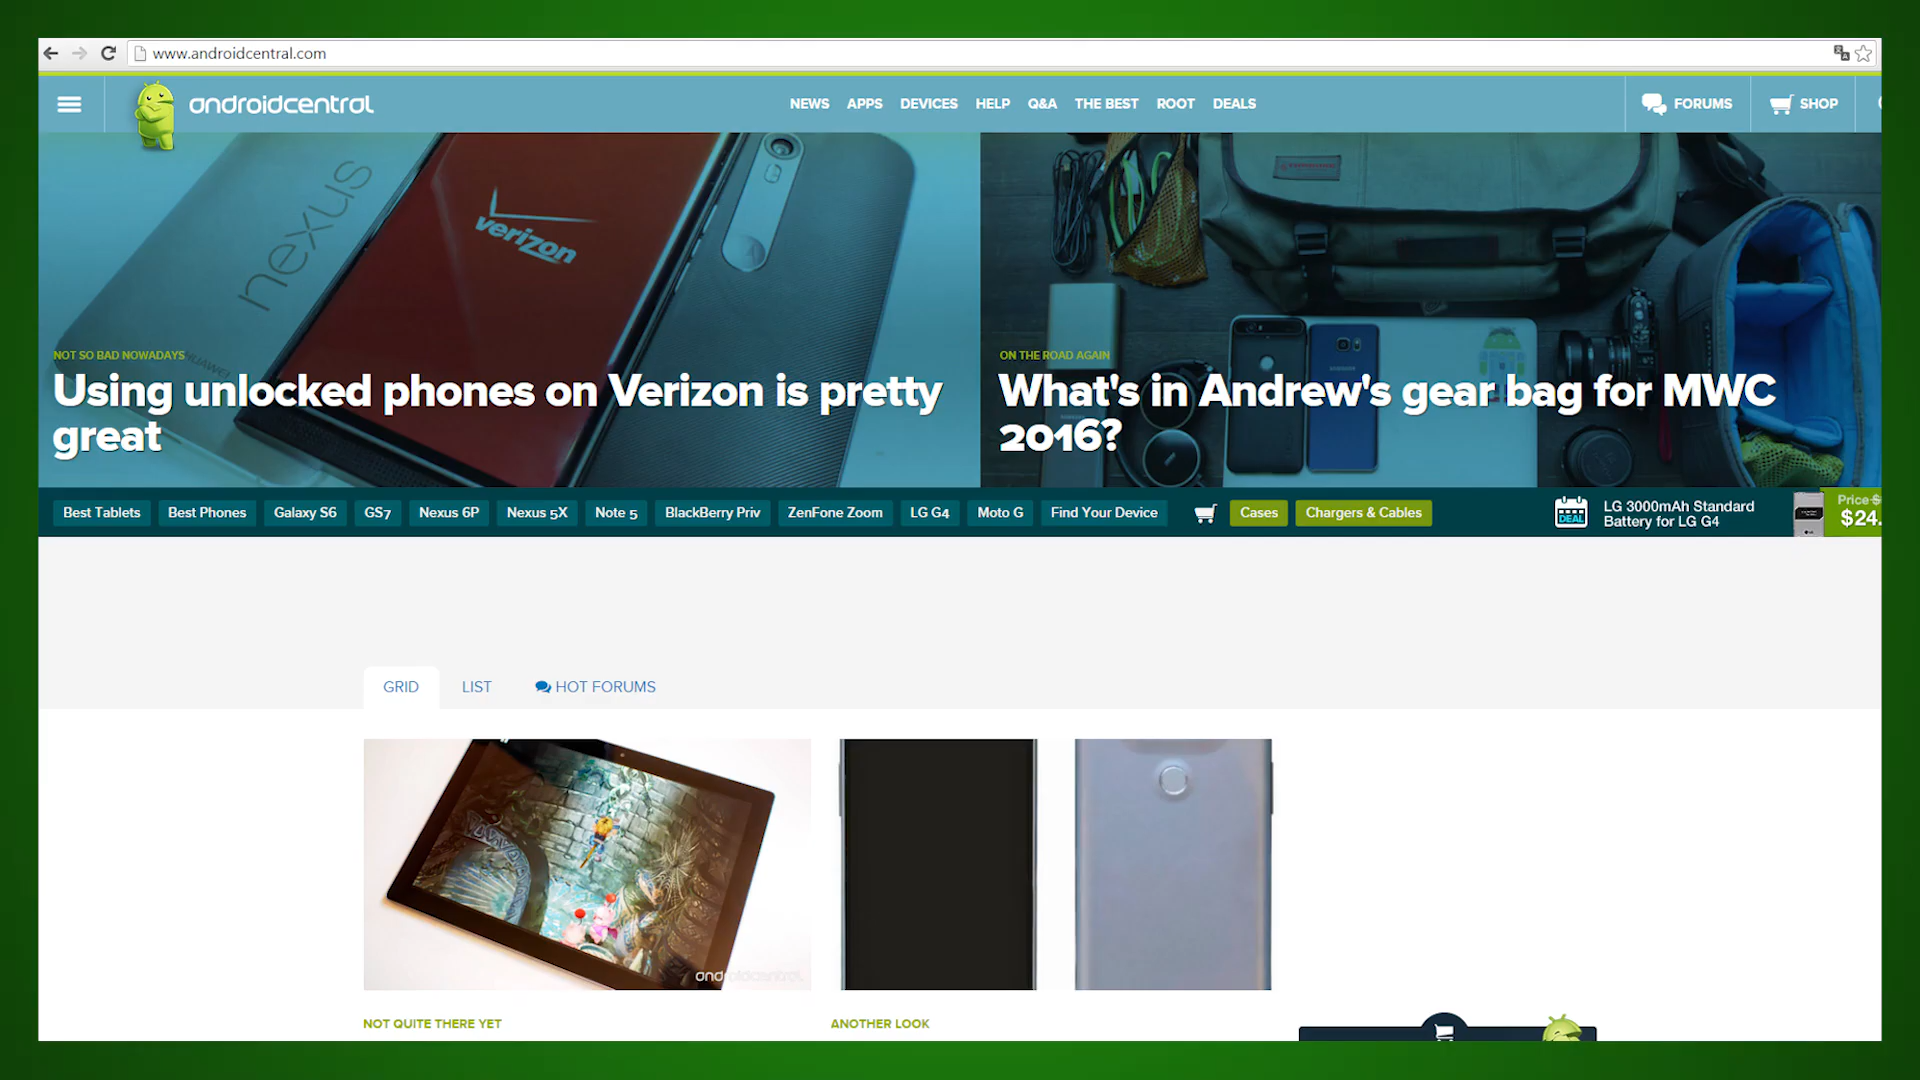 www.androidcentral.com
androidcentral
NEWS APPS DEVICES HELP Q&A THE BEST ROOT DEALS
FORUMS
SHOP
nexus
verizon
NOT SO BAD NOWADAYS
HUAWEI
Using unlocked phones on Verizon is pretty
great
ON THE ROAD AGAIN
What's in Andrew's gear bag for MWC
2016?
Best Tablets Best Phones Galaxy S6 GS7 Nexus 6P Nexus 5X Note 5 BlackBerry Priv ZenFone Zoom LG G4 Moto G Find Your Device
Cases Chargers & Cables
DEAL
LG 3000mAh Standard
Battery for LG G4
Price
$24.
GRID LIST HOT FORUMS
androidcentral
NOT QUITE THERE YET
ANOTHER LOOK